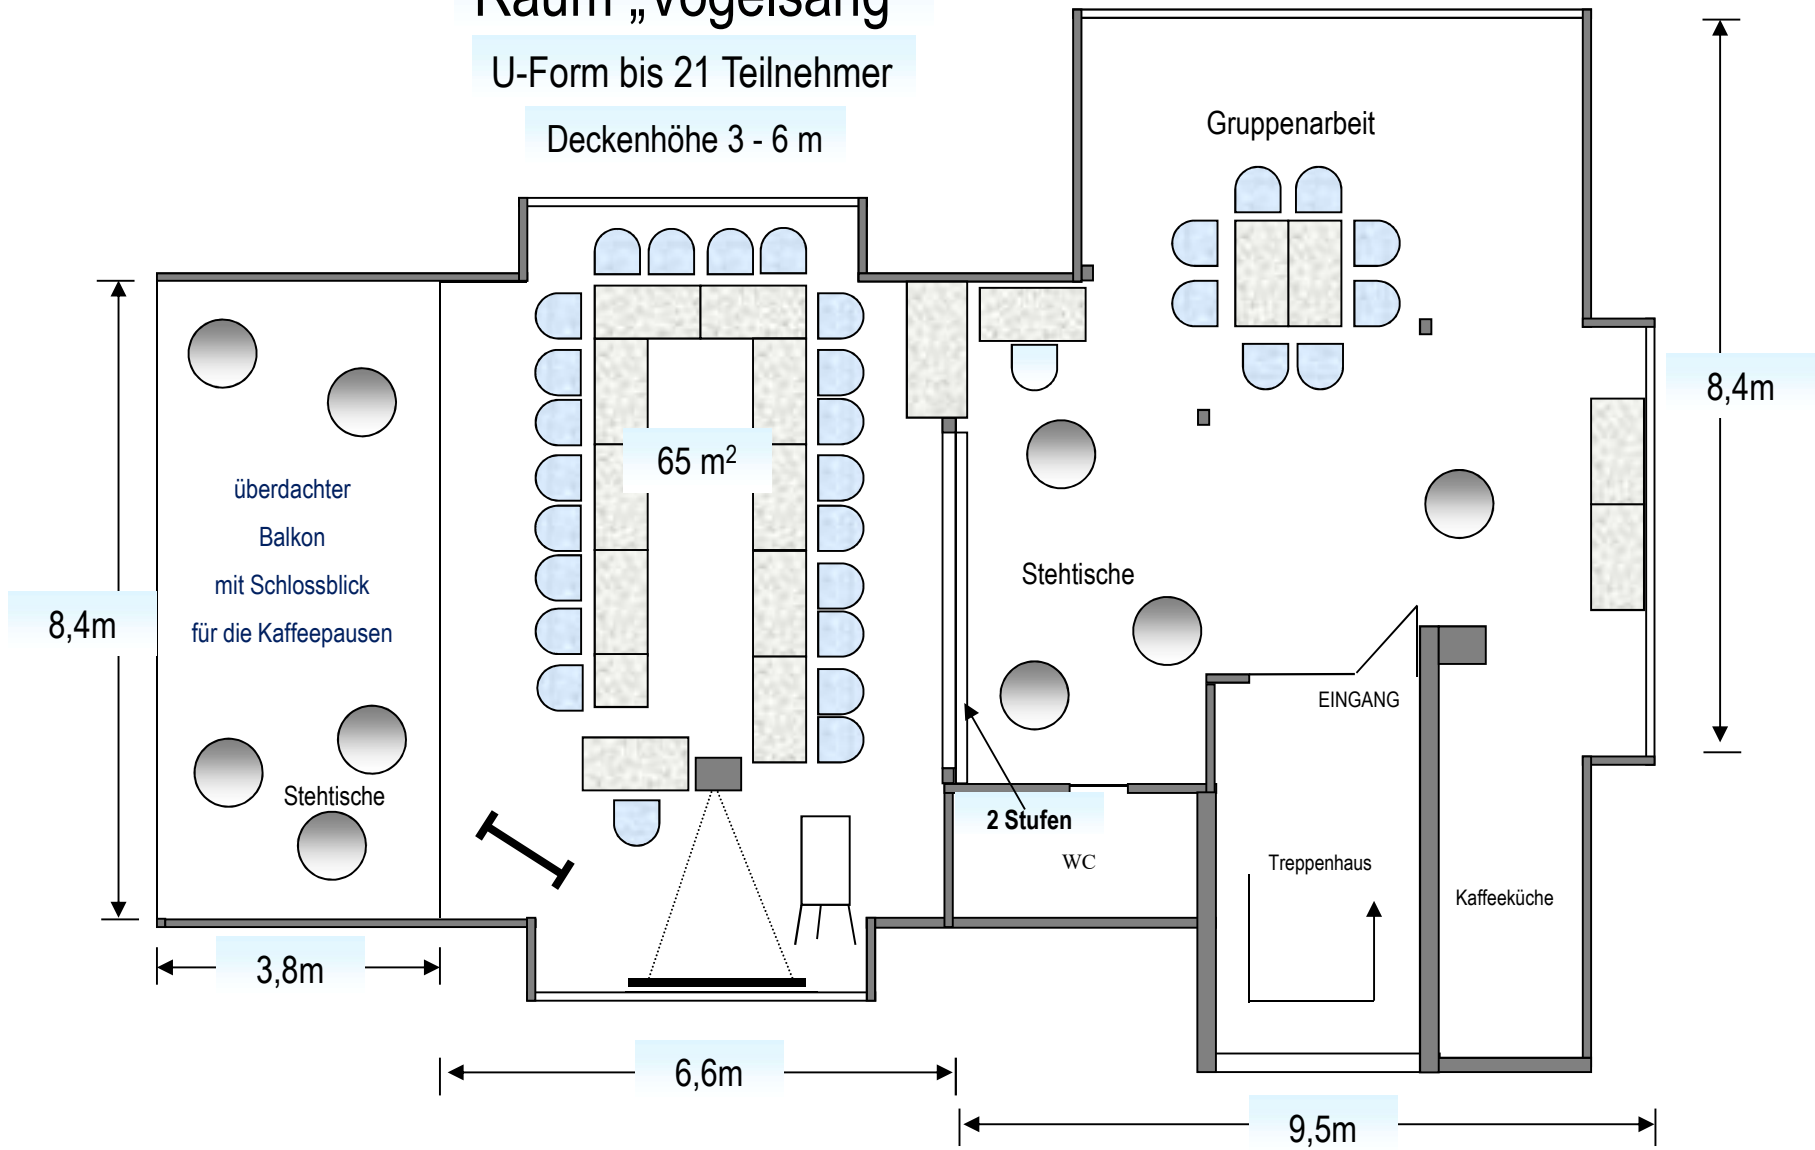 Raum „Vogelsang
U-Form bis 21 Teilnehmer
Deckenhöhe 3 - 6 m
Gruppenarbeit
8,4m
65 m²
überdachter
Balkon
mit Schlossblick
für die Kaffeepausen
8,4m
Stehtische
EINGANG
Stehtische
2 Stufen
WC
Treppenhaus
Kaffeeküche
3,8m
6,6m
9,5m